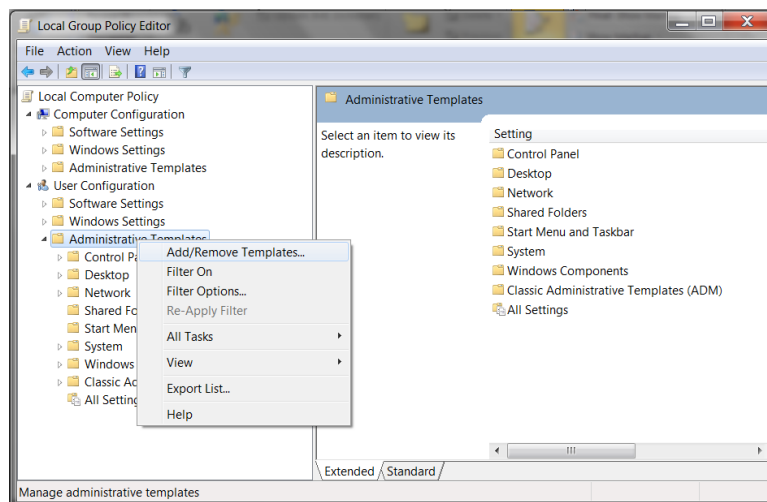 Local Group Policy Editor
File Action View Help
Local Computer Policy
Computer Configuration
Software Settings
Windows Settings
Administrative Templates
User Configuration
Software Settings
Windows Settings
Administrative Templates
Control Pa
Desktop
Network
Shared Fo
Start Men
System
Windows
Classic Ad
All Setting
Add/Remove Templates...
Filter On
Filter Options...
Re-Apply Filter
All Tasks
View
Export List...
Help
Administrative Templates
Select an item to view its
description.
Setting
Control Panel
Desktop
Network
Shared Folders
Start Menu and Taskbar
System
Windows Components
Classic Administrative Templates (ADM)
All Settings
Extended Standard
Manage administrative templates